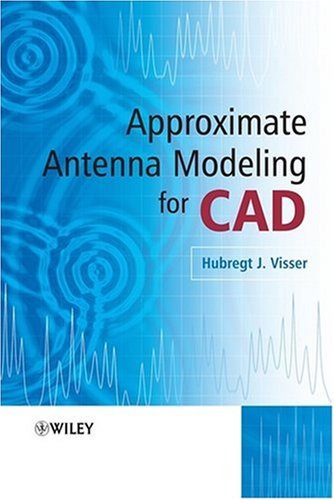 Approximate
Antenna Modeling
for CAD
Hubregt J. Visser
WILEY